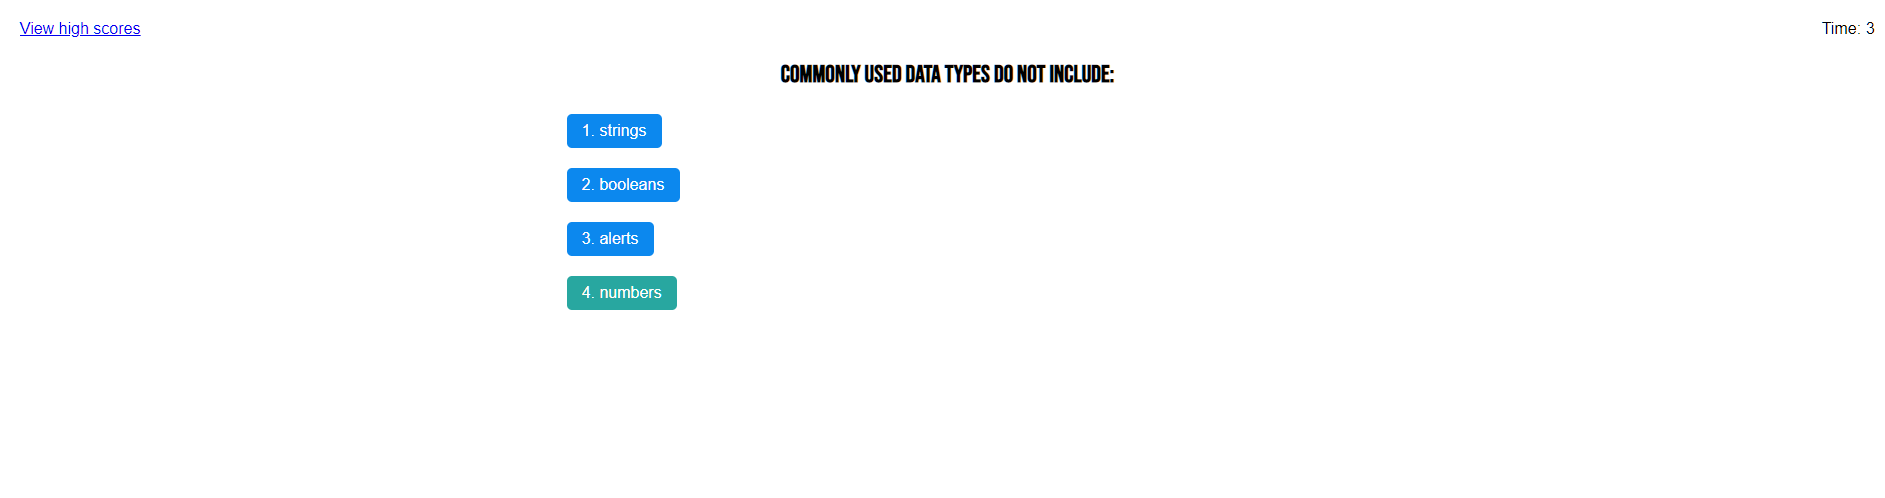 View high scores
Time: 3
COMMONLY USED DATA TYPES DO NOT INCLUDE:
1. strings
2. booleans
3. alerts
4. numbers